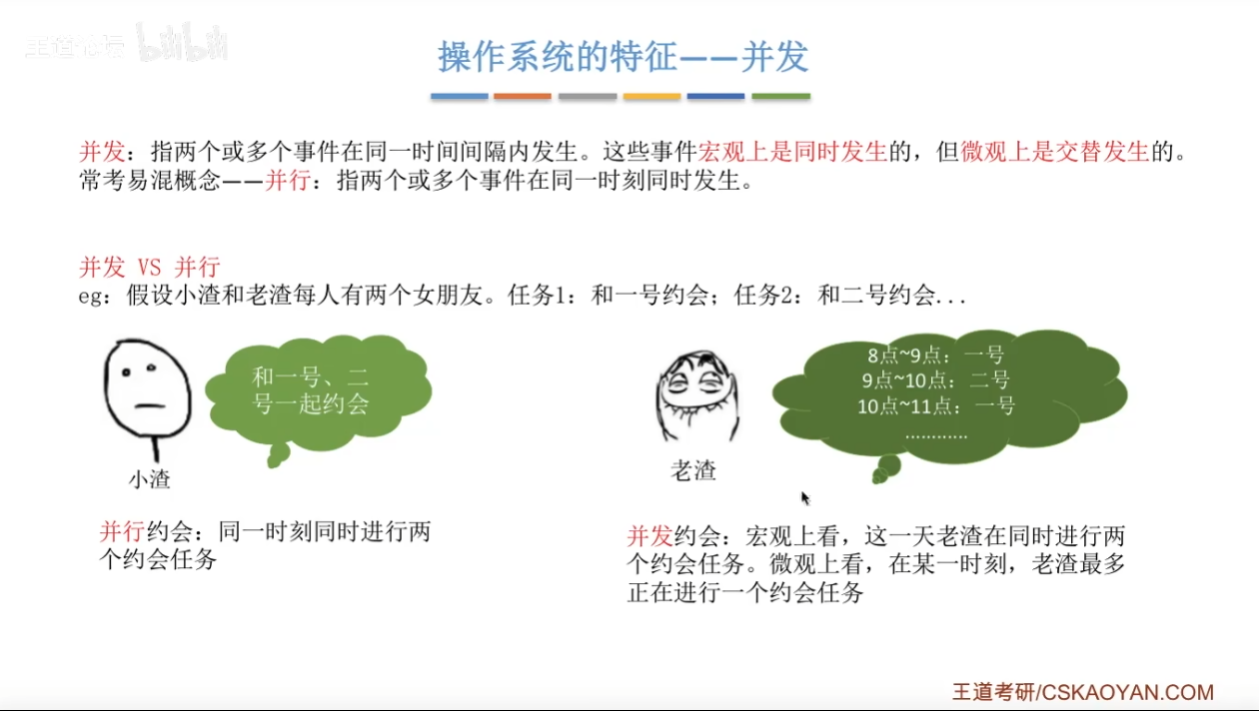 王道论坛 bilibili
操作系统的特征——并发
并发：指两个或多个事件在同一时间间隔内发生。这些事件宏观上是同时发生的，但微观上是交替发生的。
常考易混概念——并行：指两个或多个事件在同一时刻同时发生。
并发 VS 并行
eg：假设小渣和老渣每人有两个女朋友。任务1：和一号约会；任务2：和二号约会...
和一号、二
号一起约会
小渣
并行约会：同一时刻同时进行两
个约会任务
8点~9点：一号
9点~10点：二号
10点~11点：一号
............
老渣
并发约会：宏观上看，这一天老渣在同时进行两
个约会任务。微观上看，在某一时刻，老渣最多
正在进行一个约会任务
王道考研/CSKAOYAN.COM